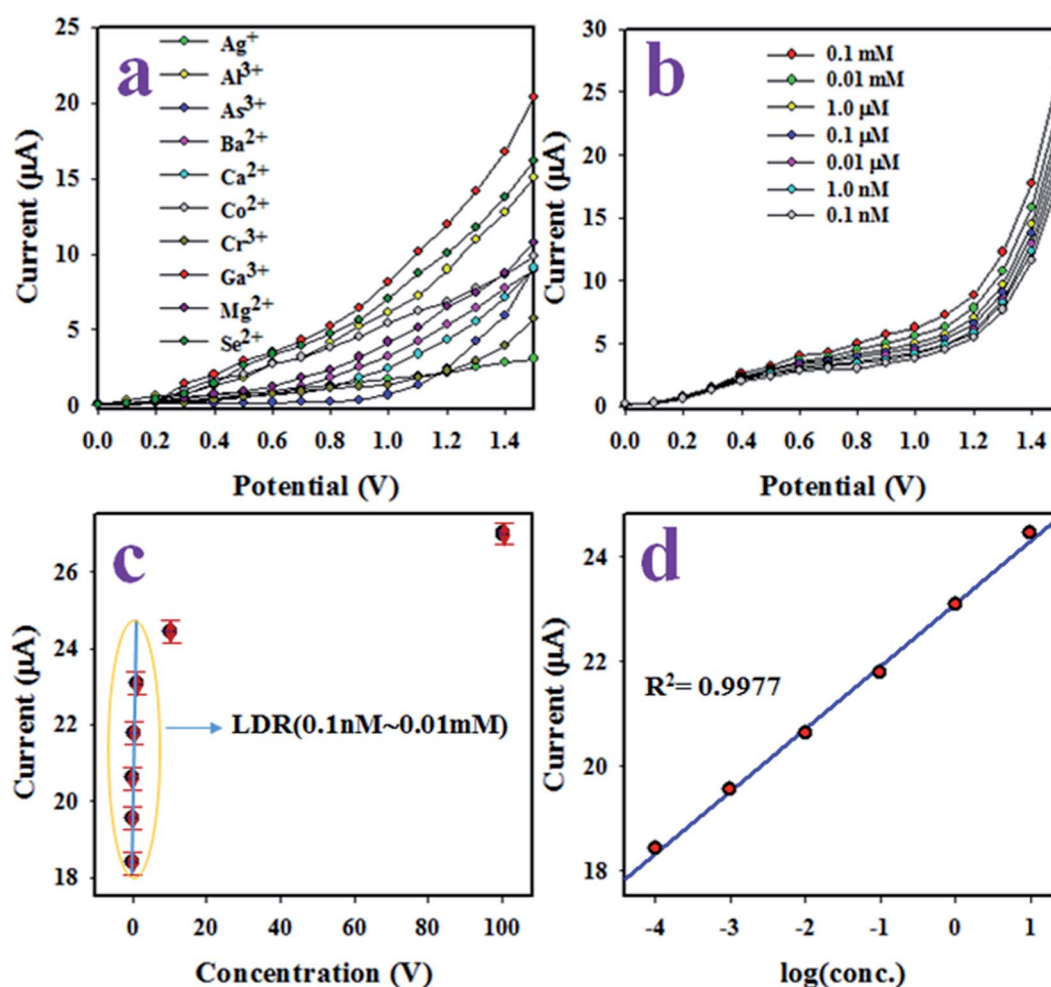 a
25
20
15
10
5
0
Current (µA)
Ag+
Al3+
As3+
Ba2+
Ca2+
Co2+
Cr3+
Ga3+
Mg2+
Se2+
0.0 0.2 0.4 0.6 0.8 1.0 1.2 1.4
Potential (V)
b
30
25
20
15
10
5
0
Current (µA)
0.1 mM
0.01 mM
1.0 µM
0.1 µM
0.01 µM
1.0 nM
0.1 nM
0.0 0.2 0.4 0.6 0.8 1.0 1.2 1.4
Potential (V)
c
26
24
22
20
18
Current (µA)
LDR(0.1nM~0.01mM)
0 20 40 60 80 100
Concentration (V)
d
24
22
20
18
Current (µA)
R2= 0.9977
-4 -3 -2 -1 0 1
log(conc.)